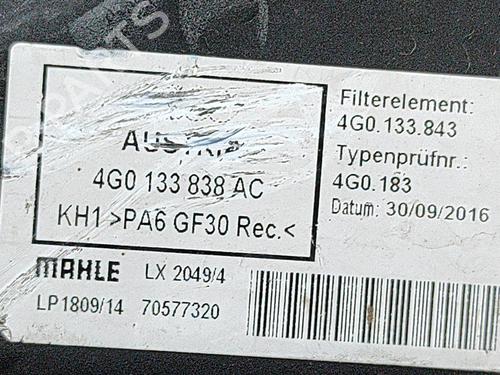 AUSTRIA
4G0 133 838 AC
KH1 >PA6 GF30 Rec.<
MAHLE LX 2049/4
LP1809/14 70577320
Filterelement:
4G0.133.843
Typenprüfnr.:
4G0.183
Datum: 30/09/2016
PARTS